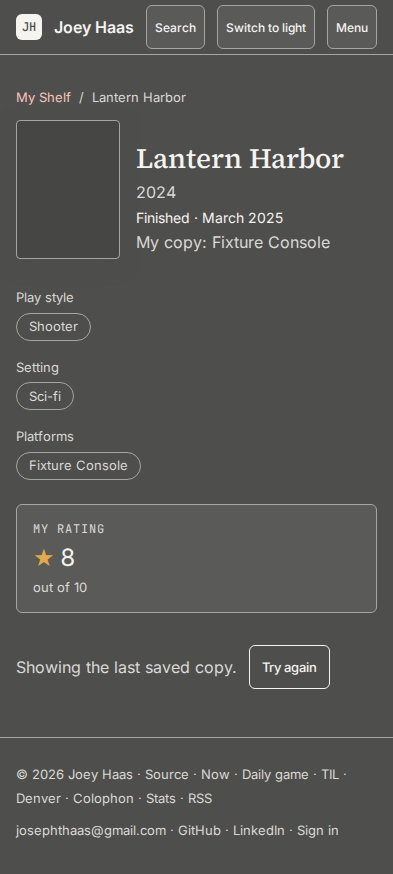 JH Joey Haas Search Switch to light Menu
My Shelf / Lantern Harbor
Lantern Harbor
2024
Finished · March 2025
My copy: Fixture Console
Play style
Shooter
Setting
Sci-fi
Platforms
Fixture Console
MY RATING
★ 8
out of 10
Showing the last saved copy. Try again
© 2026 Joey Haas · Source · Now · Daily game · TIL ·
Denver · Colophon · Stats · RSS
josephthaas@gmail.com · GitHub · LinkedIn · Sign in